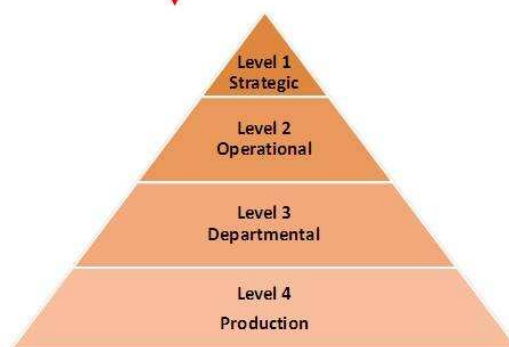 Level 1
Strategic
Level 2
Operational
Level 3
Departmental
Level 4
Production